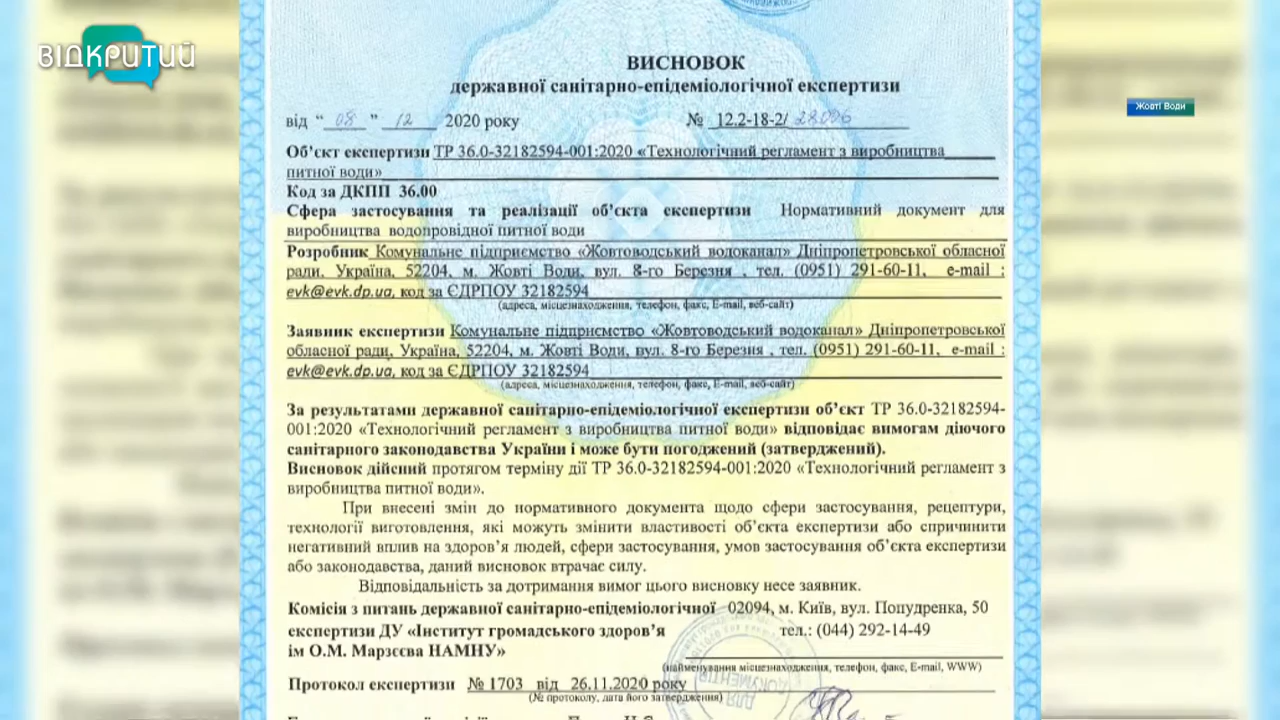 ВІДКРИТИЙ
Жовті Води
ВИСНОВОК
державної санітарно-епідеміологічної експертизи
від “ 08 ” 12 2020 року № 12.2-18-2/
Об’єкт експертизи ТР 36.0-32182594-001:2020 «Технологічний регламент з виробництва
питної води»
Код за ДКПП 36.00
Сфера застосування та реалізації об’єкта експертизи Нормативний документ для
виробництва водопровідної питної води
Розробник Комунальне підприємство «Жовтоводський водоканал» Дніпропетровської обласної
ради, Україна, 52204, м. Жовті Води, вул. 8-го Березня , тел. (0951) 291-60-11, e-mail :
evk@evk.dp.ua, код за ЄДРПОУ 32182594
(адреса, місцезнаходження, телефон, факс, E-mail, веб-сайт)
Заявник експертизи Комунальне підприємство «Жовтоводський водоканал» Дніпропетровської
обласної ради, Україна, 52204, м. Жовті Води, вул. 8-го Березня , тел. (0951) 291-60-11, e-mail :
evk@evk.dp.ua, код за ЄДРПОУ 32182594
(адреса, місцезнаходження, телефон, факс, E-mail, веб-сайт)
За результатами державної санітарно-епідеміологічної експертизи об’єкт ТР 36.0-32182594-
001:2020 «Технологічний регламент з виробництва питної води» відповідає вимогам діючого
санітарного законодавства України і може бути погоджений (затверджений).
Висновок дійсний протягом терміну дії ТР 36.0-32182594-001:2020 «Технологічний регламент з
виробництва питної води».
При внесені змін до нормативного документа щодо сфери застосування, рецептури,
технології виготовлення, які можуть змінити властивості об’єкта експертизи або спричинити
негативний вплив на здоров’я людей, сфери застосування, умов застосування об’єкта експертизи
або законодавства, даний висновок втрачає силу.
Відповідальність за дотримання вимог цього висновку несе заявник.
Комісія з питань державної санітарно-епідеміологічної 02094, м. Київ, вул. Попудренка, 50
експертизи ДУ «Інститут громадського здоров’я тел.: (044) 292-14-49
ім О.М. Марзєєва НАМНУ»
(найменування місцезнаходження, телефон, факс, E-mail, WWW)
Протокол експертизи № 1703 від 26.11.2020 року
(№ протоколу, дата його затвердження)